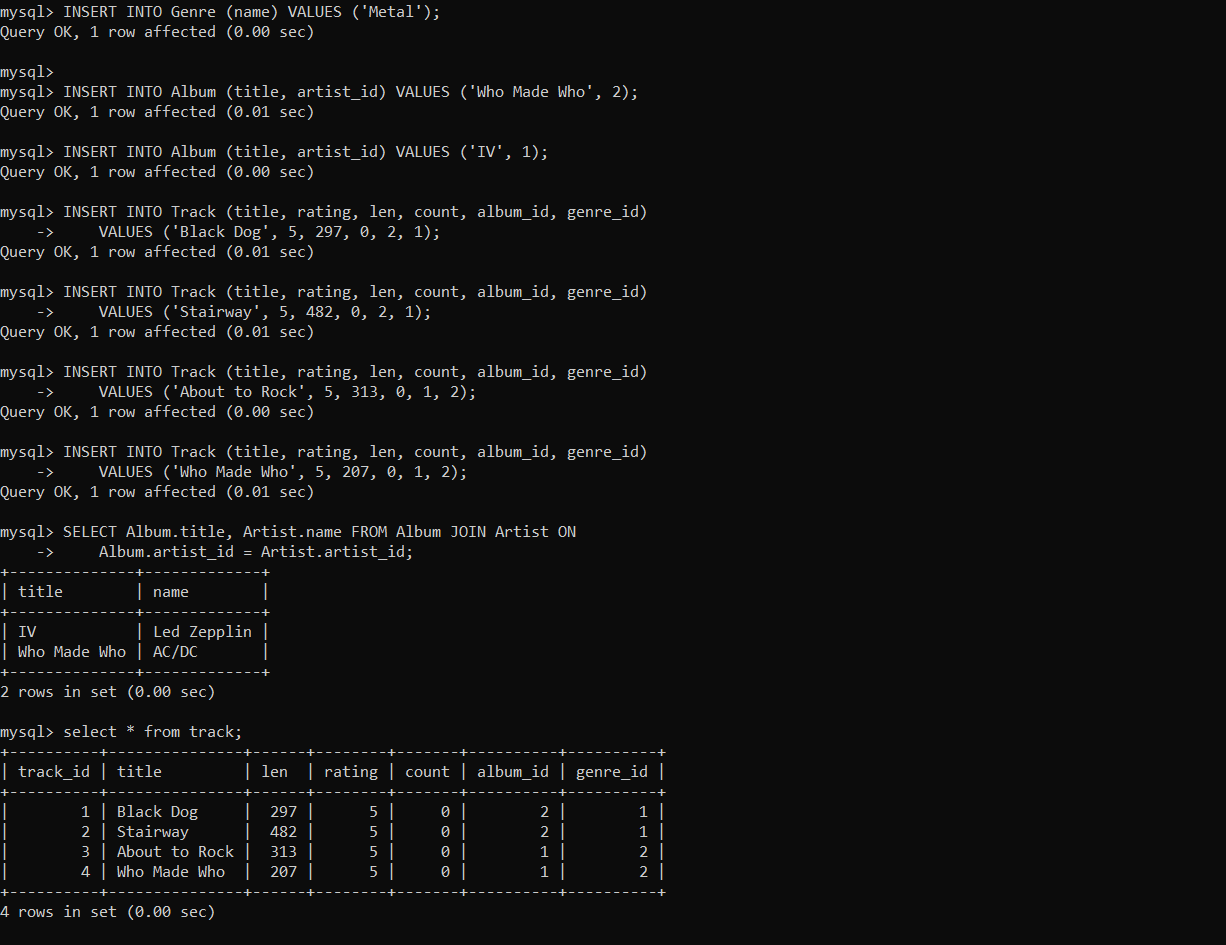 mysql> INSERT INTO Genre (name) VALUES ('Metal');
Query OK, 1 row affected (0.00 sec)

mysql>
mysql> INSERT INTO Album (title, artist_id) VALUES ('Who Made Who', 2);
Query OK, 1 row affected (0.01 sec)

mysql> INSERT INTO Album (title, artist_id) VALUES ('IV', 1);
Query OK, 1 row affected (0.00 sec)

mysql> INSERT INTO Track (title, rating, len, count, album_id, genre_id)
    ->     VALUES ('Black Dog', 5, 297, 0, 2, 1);
Query OK, 1 row affected (0.01 sec)

mysql> INSERT INTO Track (title, rating, len, count, album_id, genre_id)
    ->     VALUES ('Stairway', 5, 482, 0, 2, 1);
Query OK, 1 row affected (0.01 sec)

mysql> INSERT INTO Track (title, rating, len, count, album_id, genre_id)
    ->     VALUES ('About to Rock', 5, 313, 0, 1, 2);
Query OK, 1 row affected (0.00 sec)

mysql> INSERT INTO Track (title, rating, len, count, album_id, genre_id)
    ->     VALUES ('Who Made Who', 5, 207, 0, 1, 2);
Query OK, 1 row affected (0.01 sec)

mysql> SELECT Album.title, Artist.name FROM Album JOIN Artist ON
    ->     Album.artist_id = Artist.artist_id;
+--------------+-------------+
| title        | name        |
+--------------+-------------+
| IV           | Led Zepplin |
| Who Made Who | AC/DC       |
+--------------+-------------+
2 rows in set (0.00 sec)

mysql> select * from track;
+----------+---------------+------+--------+-------+----------+----------+
| track_id | title         | len  | rating | count | album_id | genre_id |
+----------+---------------+------+--------+-------+----------+----------+
|        1 | Black Dog     |  297 |      5 |     0 |        2 |        1 |
|        2 | Stairway      |  482 |      5 |     0 |        2 |        1 |
|        3 | About to Rock |  313 |      5 |     0 |        1 |        2 |
|        4 | Who Made Who  |  207 |      5 |     0 |        1 |        2 |
+----------+---------------+------+--------+-------+----------+----------+
4 rows in set (0.00 sec)